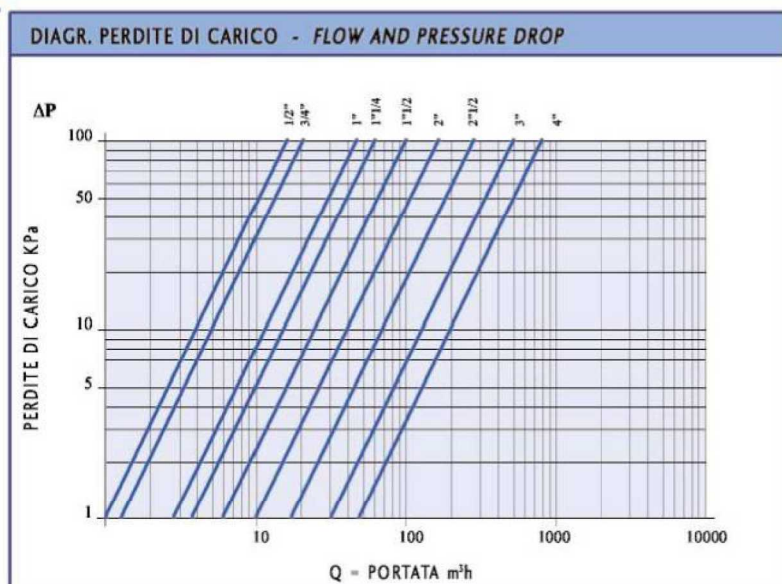 DIAGR. PERDITE DI CARICO - FLOW AND PRESSURE DROP
ΔP
1/2" 3/4" 1" 1"1/4 1"1/2 2" 2"1/2 3" 4"
100
50
10
5
1
PERDITE DI CARICO KPa
10 100 1000 10000
Q - PORTATA m³h